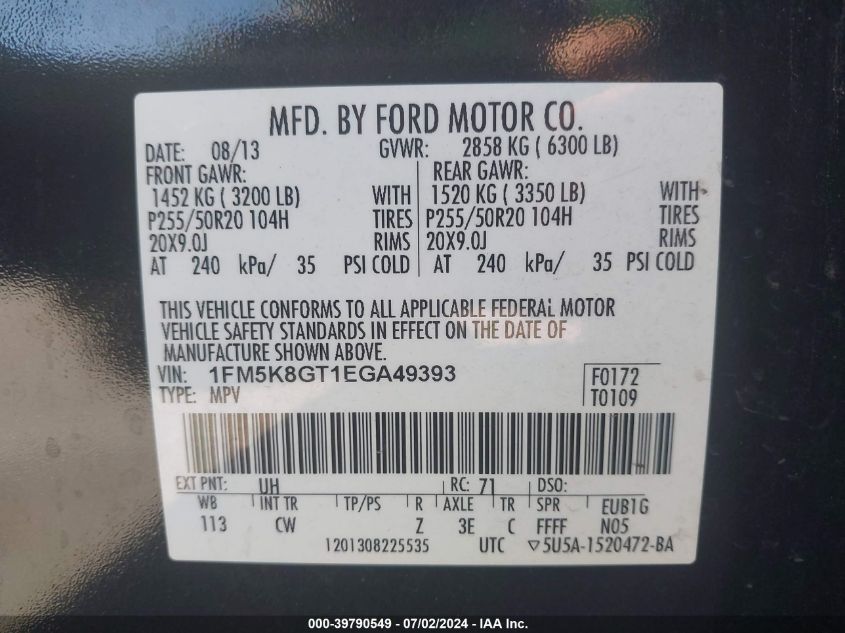 MFD. BY FORD MOTOR CO.
DATE: 08/13 GVWR: 2858 KG ( 6300 LB)
FRONT GAWR: REAR GAWR:
1452 KG ( 3200 LB) WITH 1520 KG ( 3350 LB) WITH
P255/50R20 104H TIRES P255/50R20 104H TIRES
20X9.0J RIMS 20X9.0J RIMS
AT 240 kPa/ 35 PSI COLD AT 240 kPa/ 35 PSI COLD
THIS VEHICLE CONFORMS TO ALL APPLICABLE FEDERAL MOTOR
VEHICLE SAFETY STANDARDS IN EFFECT ON THE DATE OF
MANUFACTURE SHOWN ABOVE.
VIN: 1FM5K8GT1EGA49393 F0172
TYPE: MPV T0109
EXT PNT: UH RC: 71 DSO:
WB INT TR TP/PS R AXLE TR SPR EUB1G
113 CW Z 3E C FFFF N05
1201308225535 UTC ▽5U5A-1520472-BA
000-39790549 / 07/02/2024 - IAA Inc.